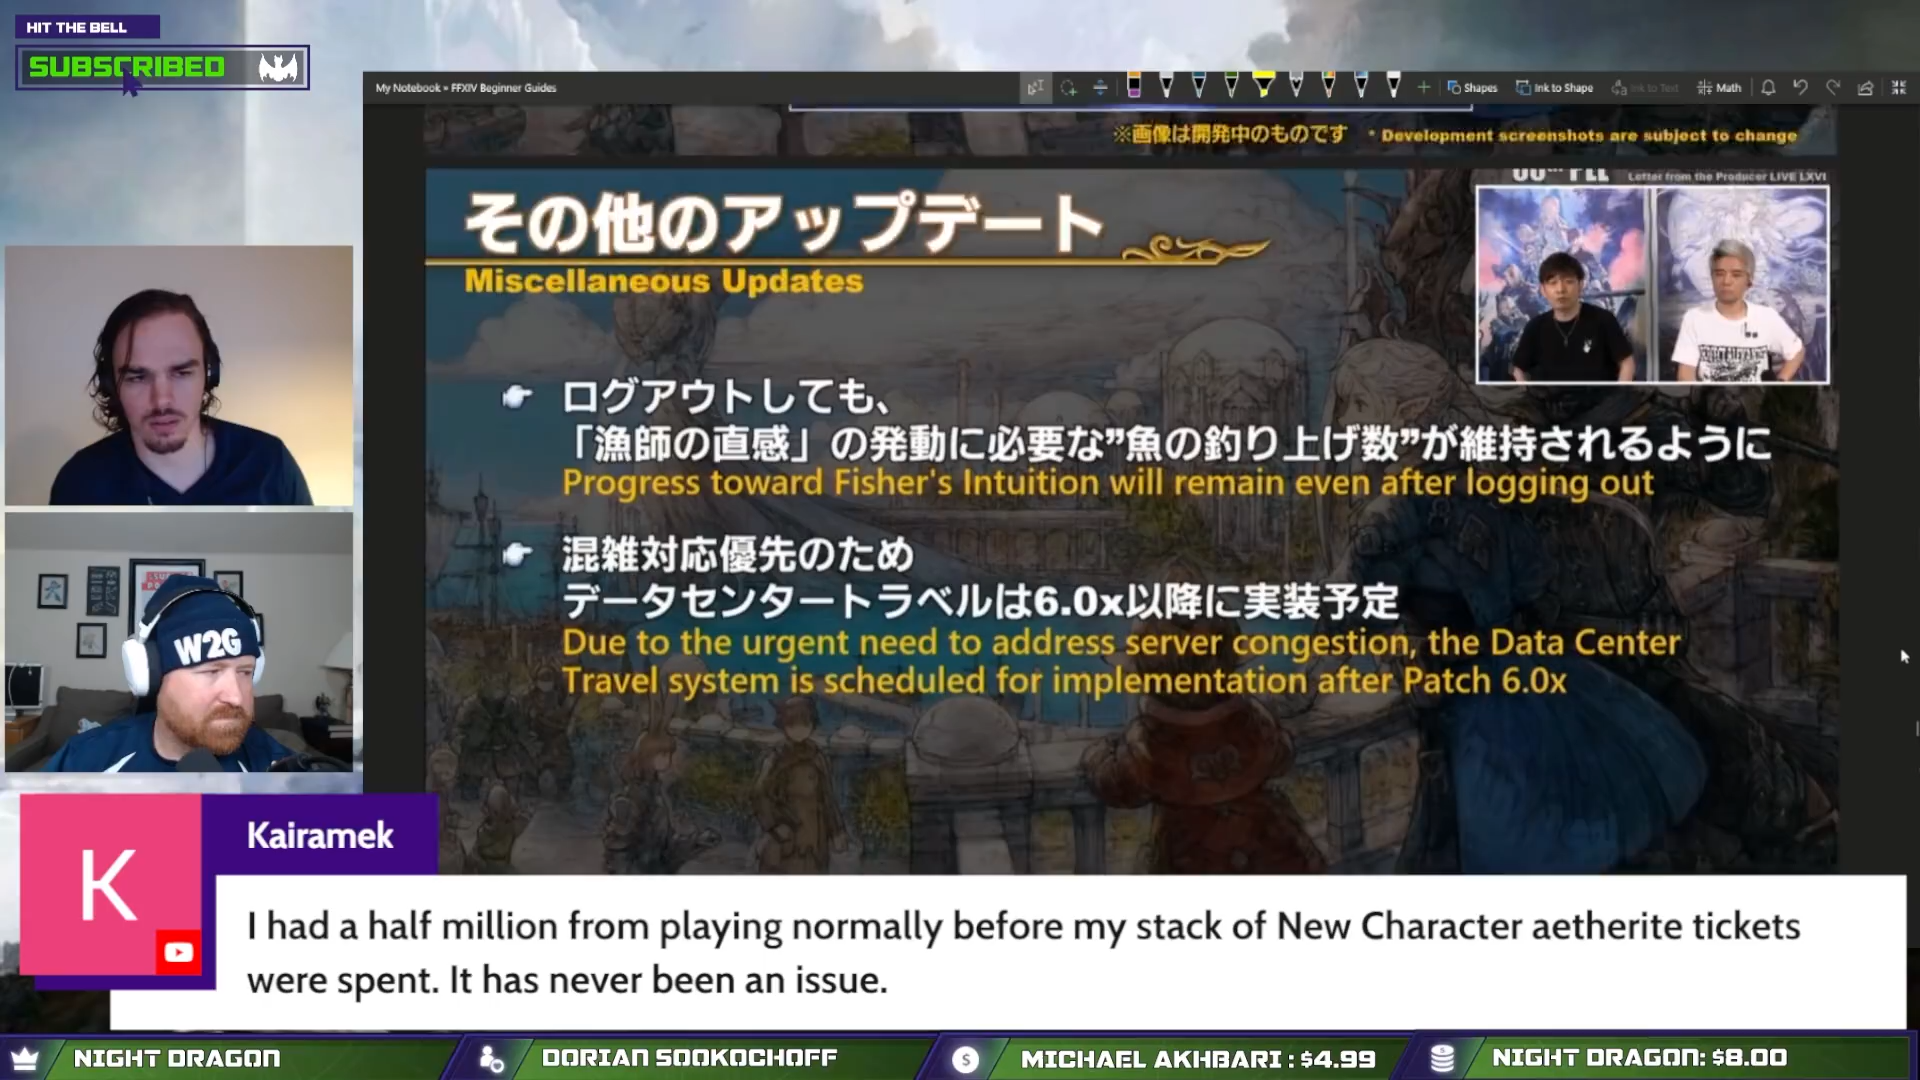 HIT THE BELL
SUBSCRIBED
My Notebook » FFXIV Beginner Guides
Shapes
Ink to Shape
Ink to Text
Math
※画像は開発中のものです * Development screenshots are subject to change
Letter from the Producer LIVE LXVI
その他のアップデート
Miscellaneous Updates
ログアウトしても、
「漁師の直感」の発動に必要な”魚の釣り上げ数”が維持されるように
Progress toward Fisher's Intuition will remain even after logging out
混雑対応優先のため
データセンタートラベルは6.0x以降に実装予定
Due to the urgent need to address server congestion, the Data Center
Travel system is scheduled for implementation after Patch 6.0x
W2G
K
Kairamek
I had a half million from playing normally before my stack of New Character aetherite tickets
were spent. It has never been an issue.
NIGHT DRAGON
DORIAN SOOKOCHOFF
MICHAEL AKHBARI : $4.99
NIGHT DRAGON: $8.00